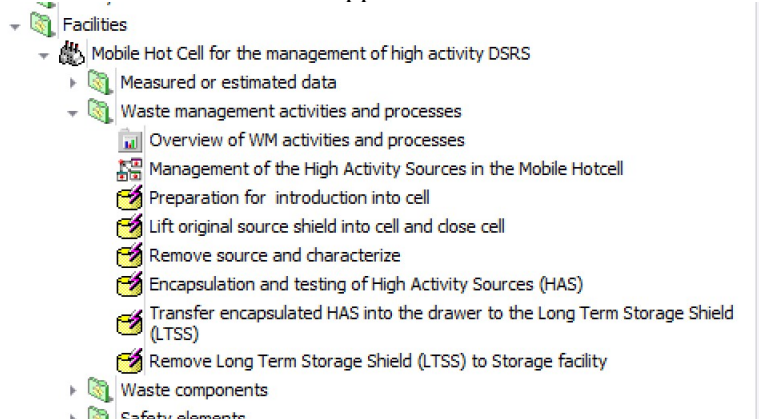 Facilities
Mobile Hot Cell for the management of high activity DSRS
Measured or estimated data
Waste management activities and processes
Overview of WM activities and processes
Management of the High Activity Sources in the Mobile Hotcell
Preparation for introduction into cell
Lift original source shield into cell and close cell
Remove source and characterize
Encapsulation and testing of High Activity Sources (HAS)
Transfer encapsulated HAS into the drawer to the Long Term Storage Shield
(LTSS)
Remove Long Term Storage Shield (LTSS) to Storage facility
Waste components
Safety elements